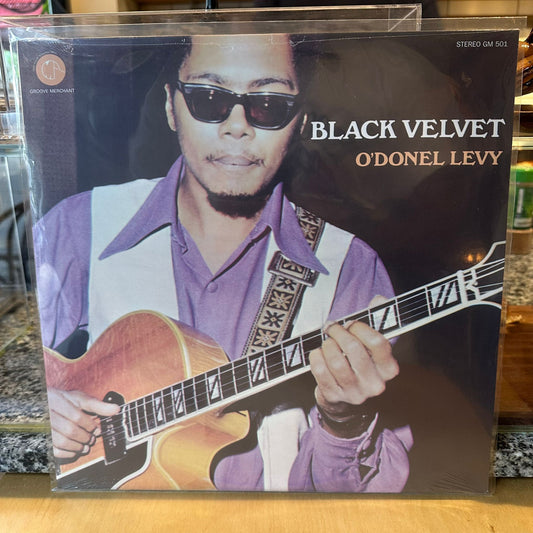 GROOVE MERCHANT
STEREO GM 501
BLACK VELVET
O'DONEL LEVY